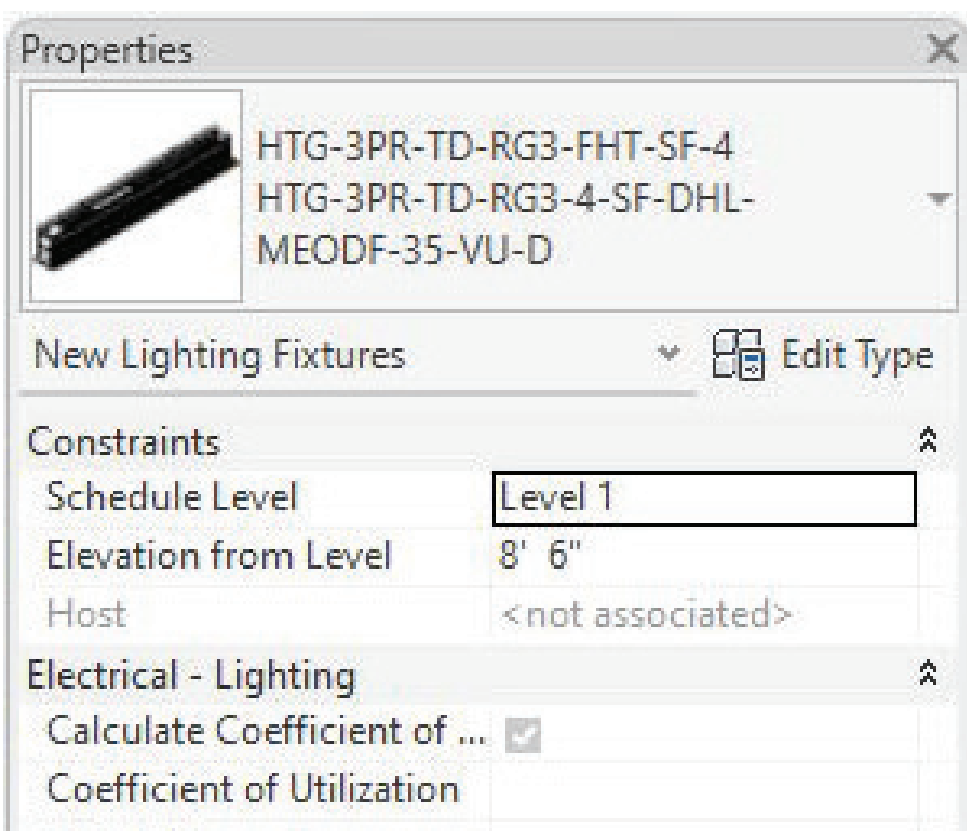 Properties
HTG-3PR-TD-RG3-FHT-SF-4
HTG-3PR-TD-RG3-4-SF-DHL-
MEODF-35-VU-D
New Lighting Fixtures
Edit Type
Constraints
Schedule Level Level 1
Elevation from Level 8'  6"
Host <not associated>
Electrical - Lighting
Calculate Coefficient of ...
Coefficient of Utilization